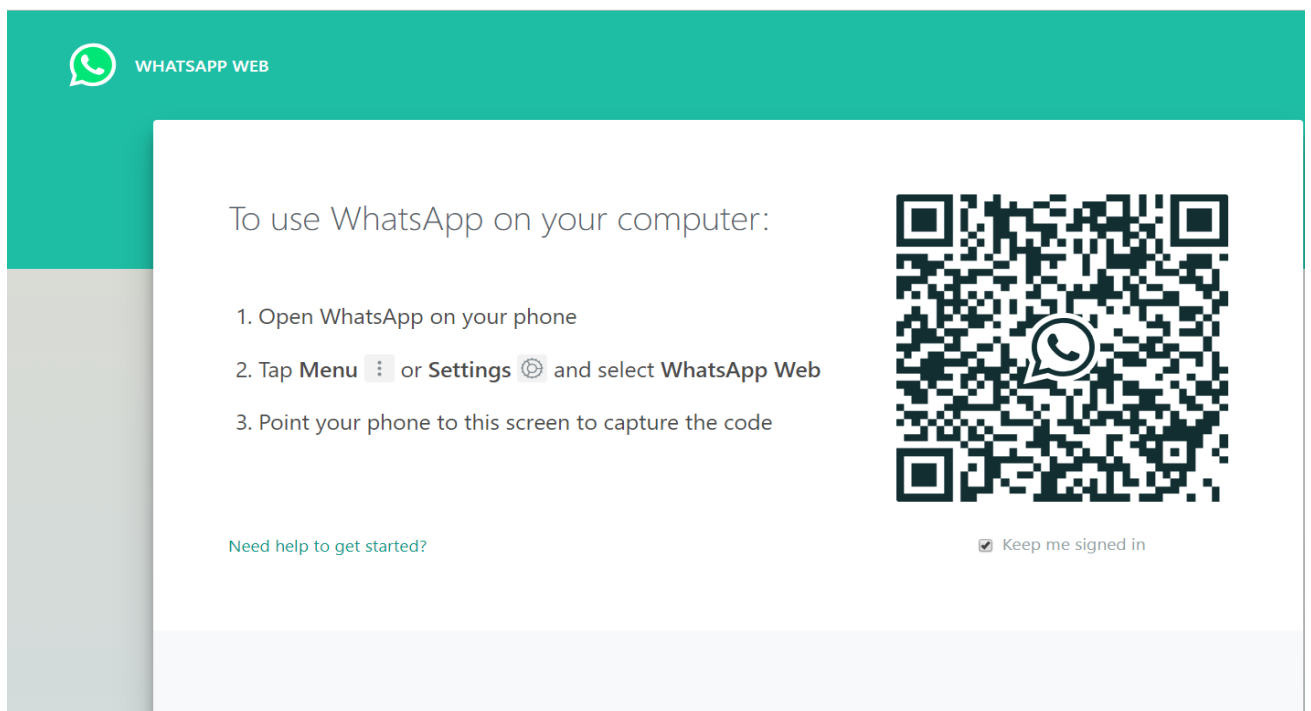 WHATSAPP WEB
To use WhatsApp on your computer:
1. Open WhatsApp on your phone
2. Tap Menu or Settings and select WhatsApp Web
3. Point your phone to this screen to capture the code
Need help to get started?
Keep me signed in